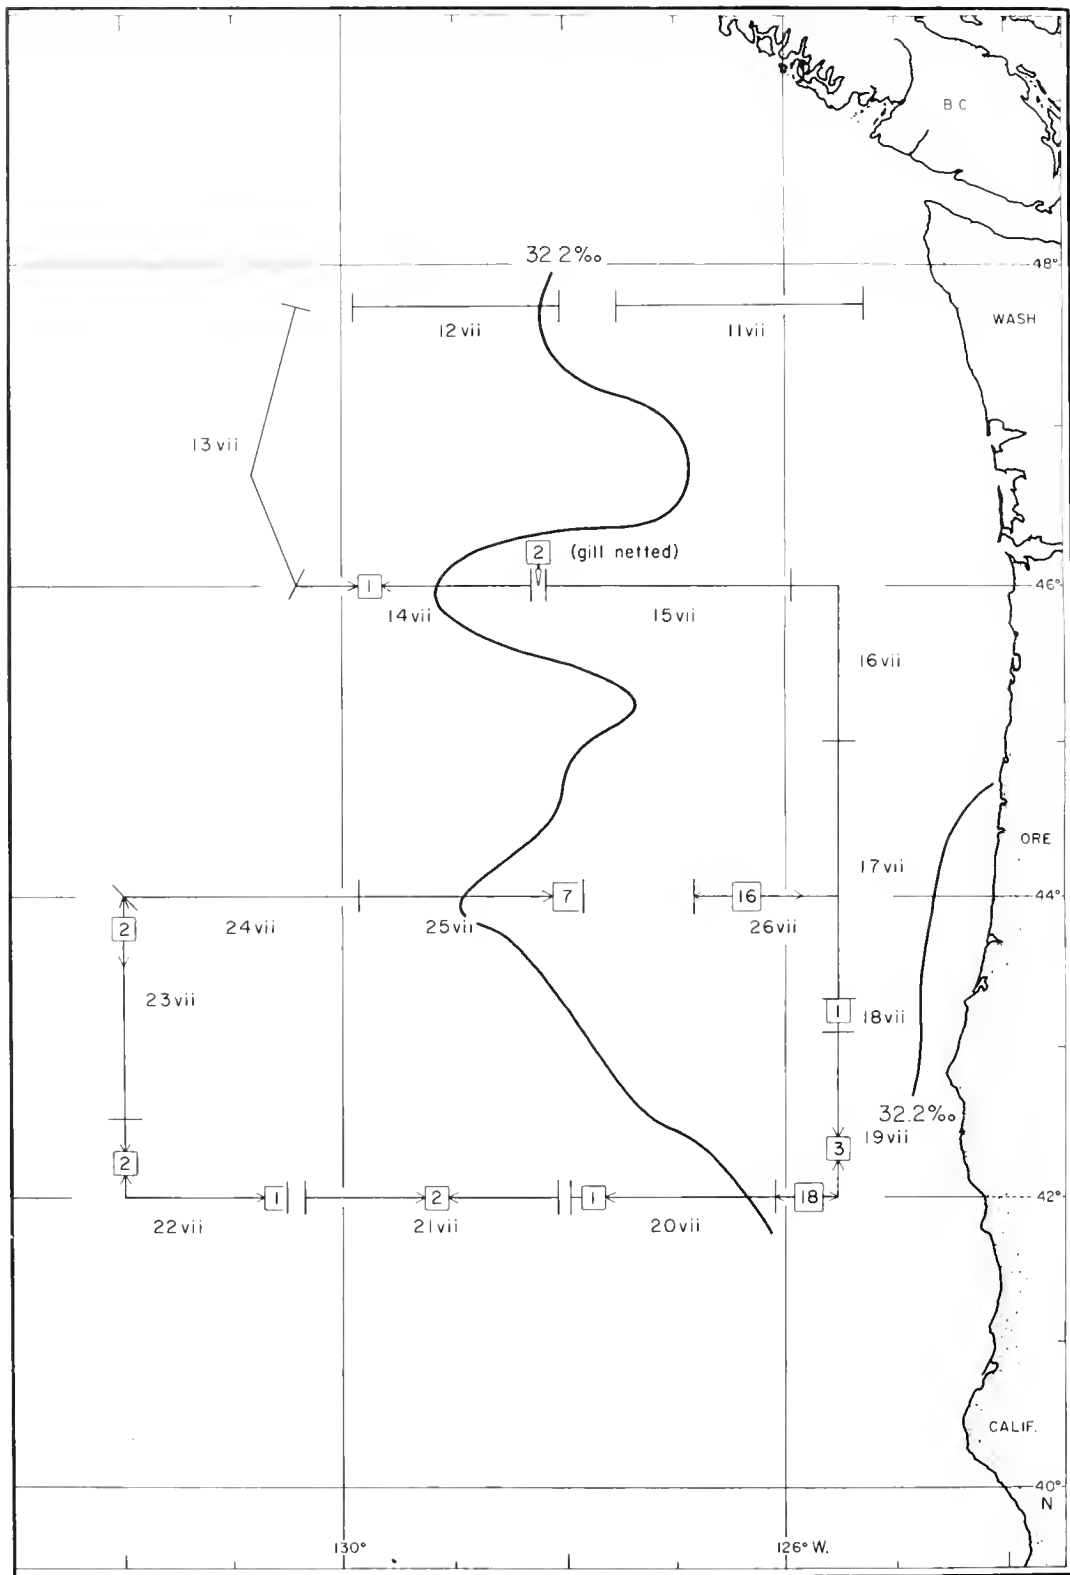 B C
32.2‰
48°
12 vii
11 vii
WASH
13 vii
2 (gill netted)
1
46°
14 vii
15 vii
16 vii
ORE
17 vii
7
16
44°
2
24 vii
25 vii
26 vii
23 vii
1
18 vii
32.2‰
19 vii
3
2
1
2
1
18
42°
22 vii
21 vii
20 vii
CALIF.
40°
N
130°
126° W.